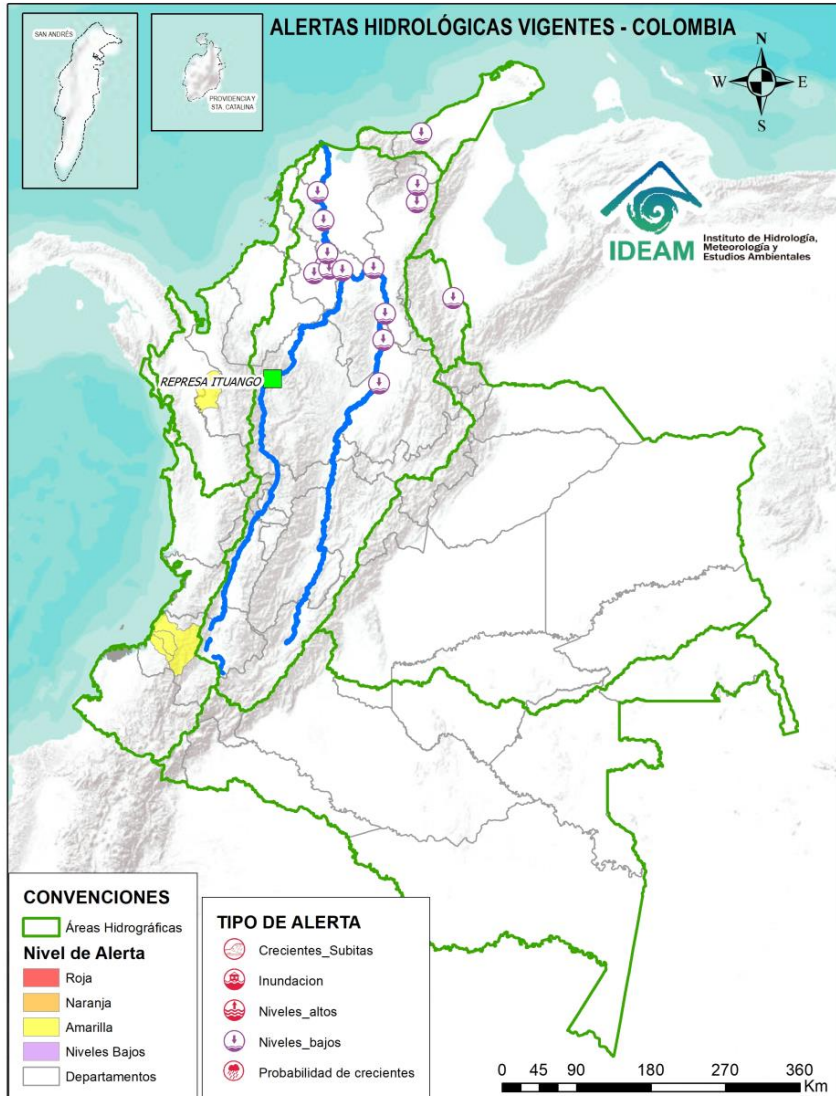 ALERTAS HIDROLÓGICAS VIGENTES - COLOMBIA
SAN ANDRÉS
PROVIDENCIA Y
STA. CATALINA
N
W
E
S
IDEAM
Instituto de Hidrología,
Meteorología y
Estudios Ambientales
REPRESA ITUANGO
CONVENCIONES
Áreas Hidrográficas
Nivel de Alerta
Roja
Naranja
Amarilla
Niveles Bajos
Departamentos
TIPO DE ALERTA
Crecientes_Subitas
Inundacion
Niveles_altos
Niveles_bajos
Probabilidad de crecientes
0 45 90 180 270 360
Km